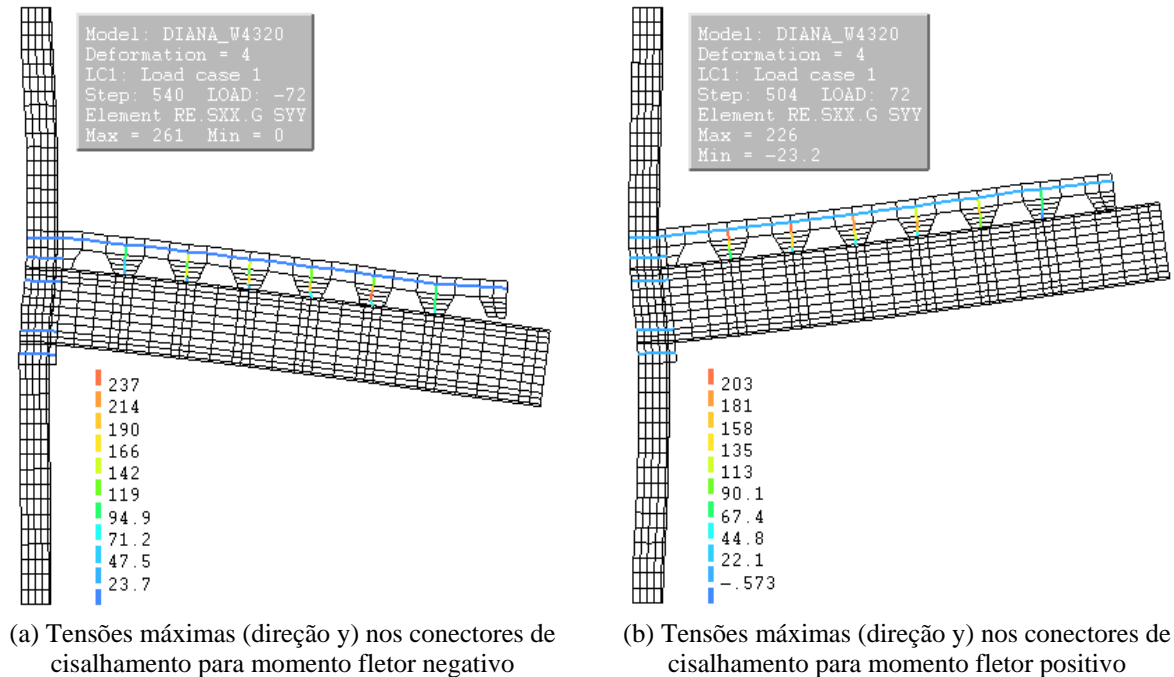 Model: DIANA_W4320
Deformation = 4
LC1: Load case 1
Step: 540 LOAD: -72
Element RE.SXX.G SYY
Max = 261 Min = 0
237
214
190
166
142
119
94.9
71.2
47.5
23.7
(a) Tensões máximas (direção y) nos conectores de
cisalhamento para momento fletor negativo
Model: DIANA_W4320
Deformation = 4
LC1: Load case 1
Step: 504 LOAD: 72
Element RE.SXX.G SYY
Max = 226
Min = -23.2
203
181
158
135
113
90.1
67.4
44.8
22.1
-.573
(b) Tensões máximas (direção y) nos conectores de
cisalhamento para momento fletor positivo